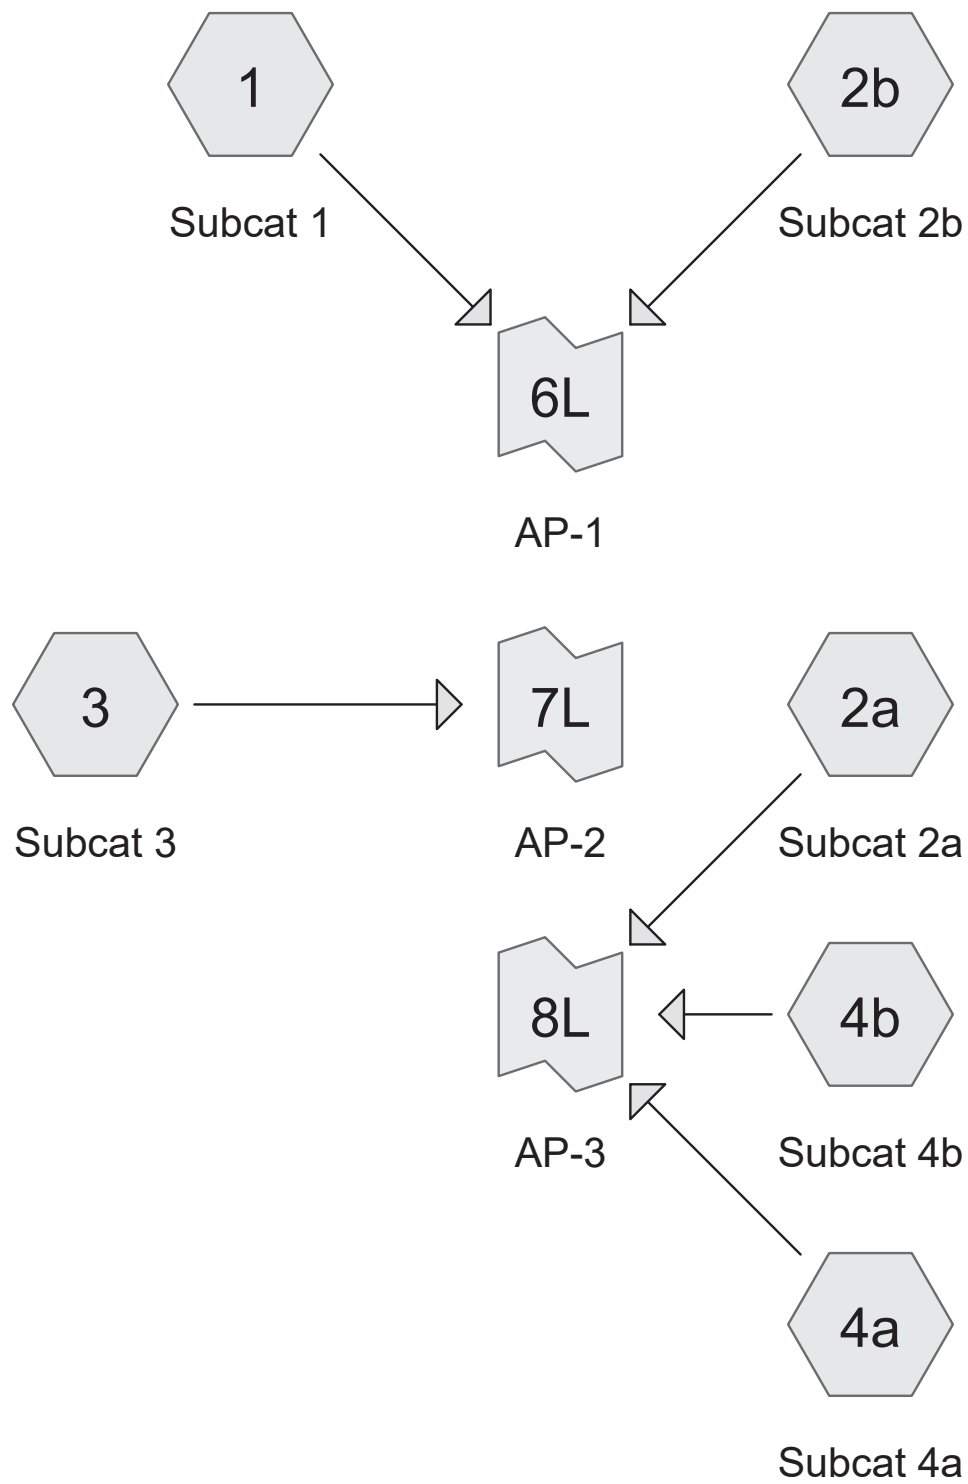 1
2b
Subcat 1
Subcat 2b
6L
AP-1
3
7L
2a
Subcat 3
AP-2
Subcat 2a
8L
4b
AP-3
Subcat 4b
4a
Subcat 4a